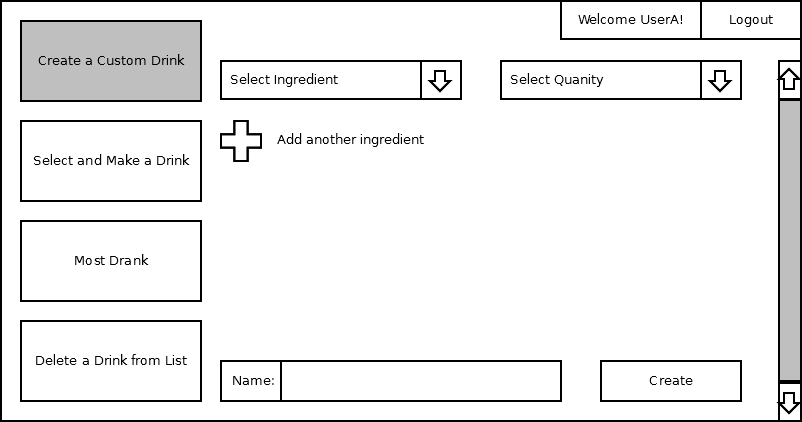 Welcome UserA!
Logout
Create a Custom Drink
Select Ingredient
Select Quanity
Add another ingredient
Select and Make a Drink
Most Drank
Delete a Drink from List
Name:
Create